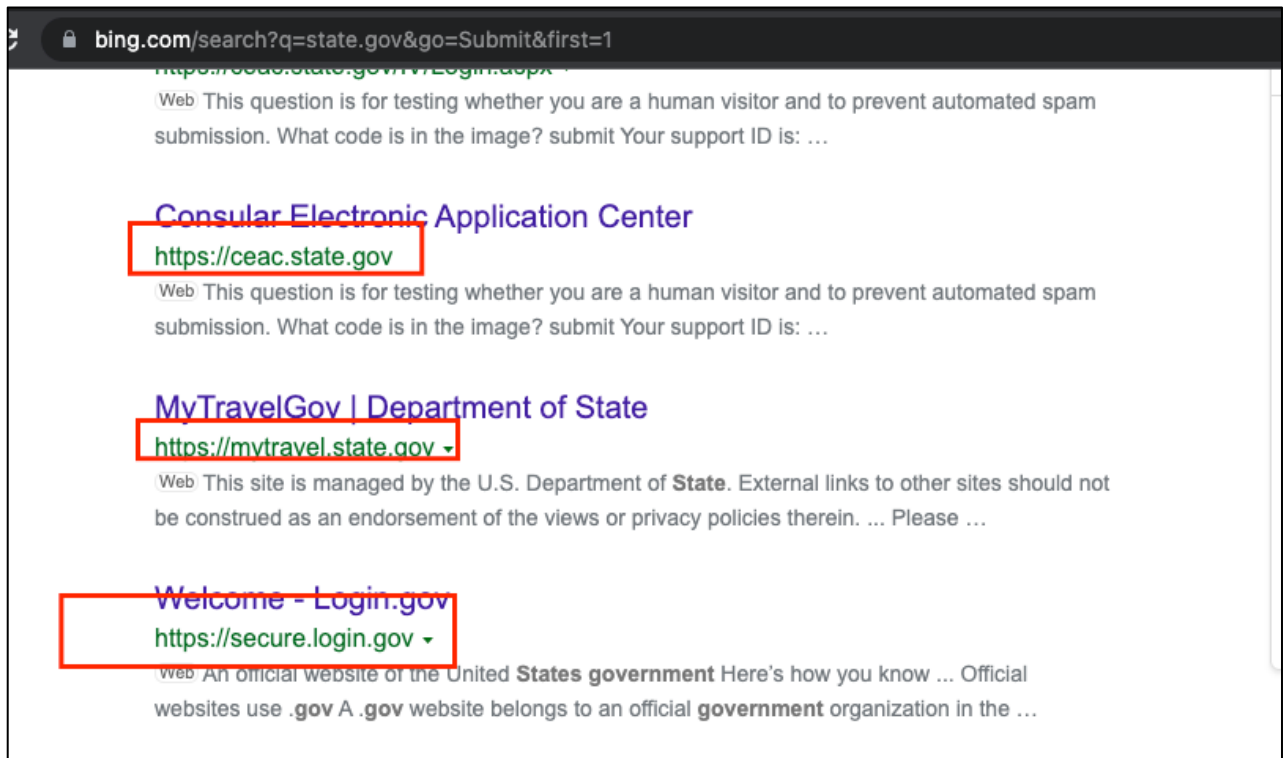 bing.com/search?q=state.gov&go=Submit&first=1
https://ceac.state.gov/IV/Login.aspx
Web This question is for testing whether you are a human visitor and to prevent automated spam
submission. What code is in the image? submit Your support ID is: …
Consular Electronic Application Center
https://ceac.state.gov
Web This question is for testing whether you are a human visitor and to prevent automated spam
submission. What code is in the image? submit Your support ID is: …
MyTravelGov | Department of State
https://mytravel.state.gov
Web This site is managed by the U.S. Department of State. External links to other sites should not
be construed as an endorsement of the views or privacy policies therein. ... Please …
Welcome - Login.gov
https://secure.login.gov
Web An official website of the United States government Here’s how you know ... Official
websites use .gov A .gov website belongs to an official government organization in the …